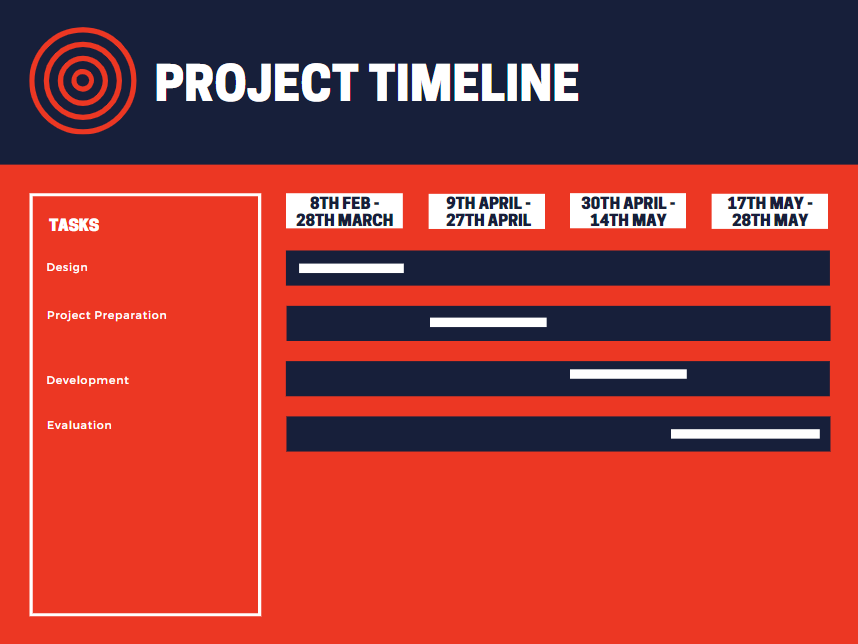 PROJECT TIMELINE
TASKS
8TH FEB -
28TH MARCH
9TH APRIL -
27TH APRIL
30TH APRIL -
14TH MAY
17TH MAY -
28TH MAY
Design
Project Preparation
Development
Evaluation